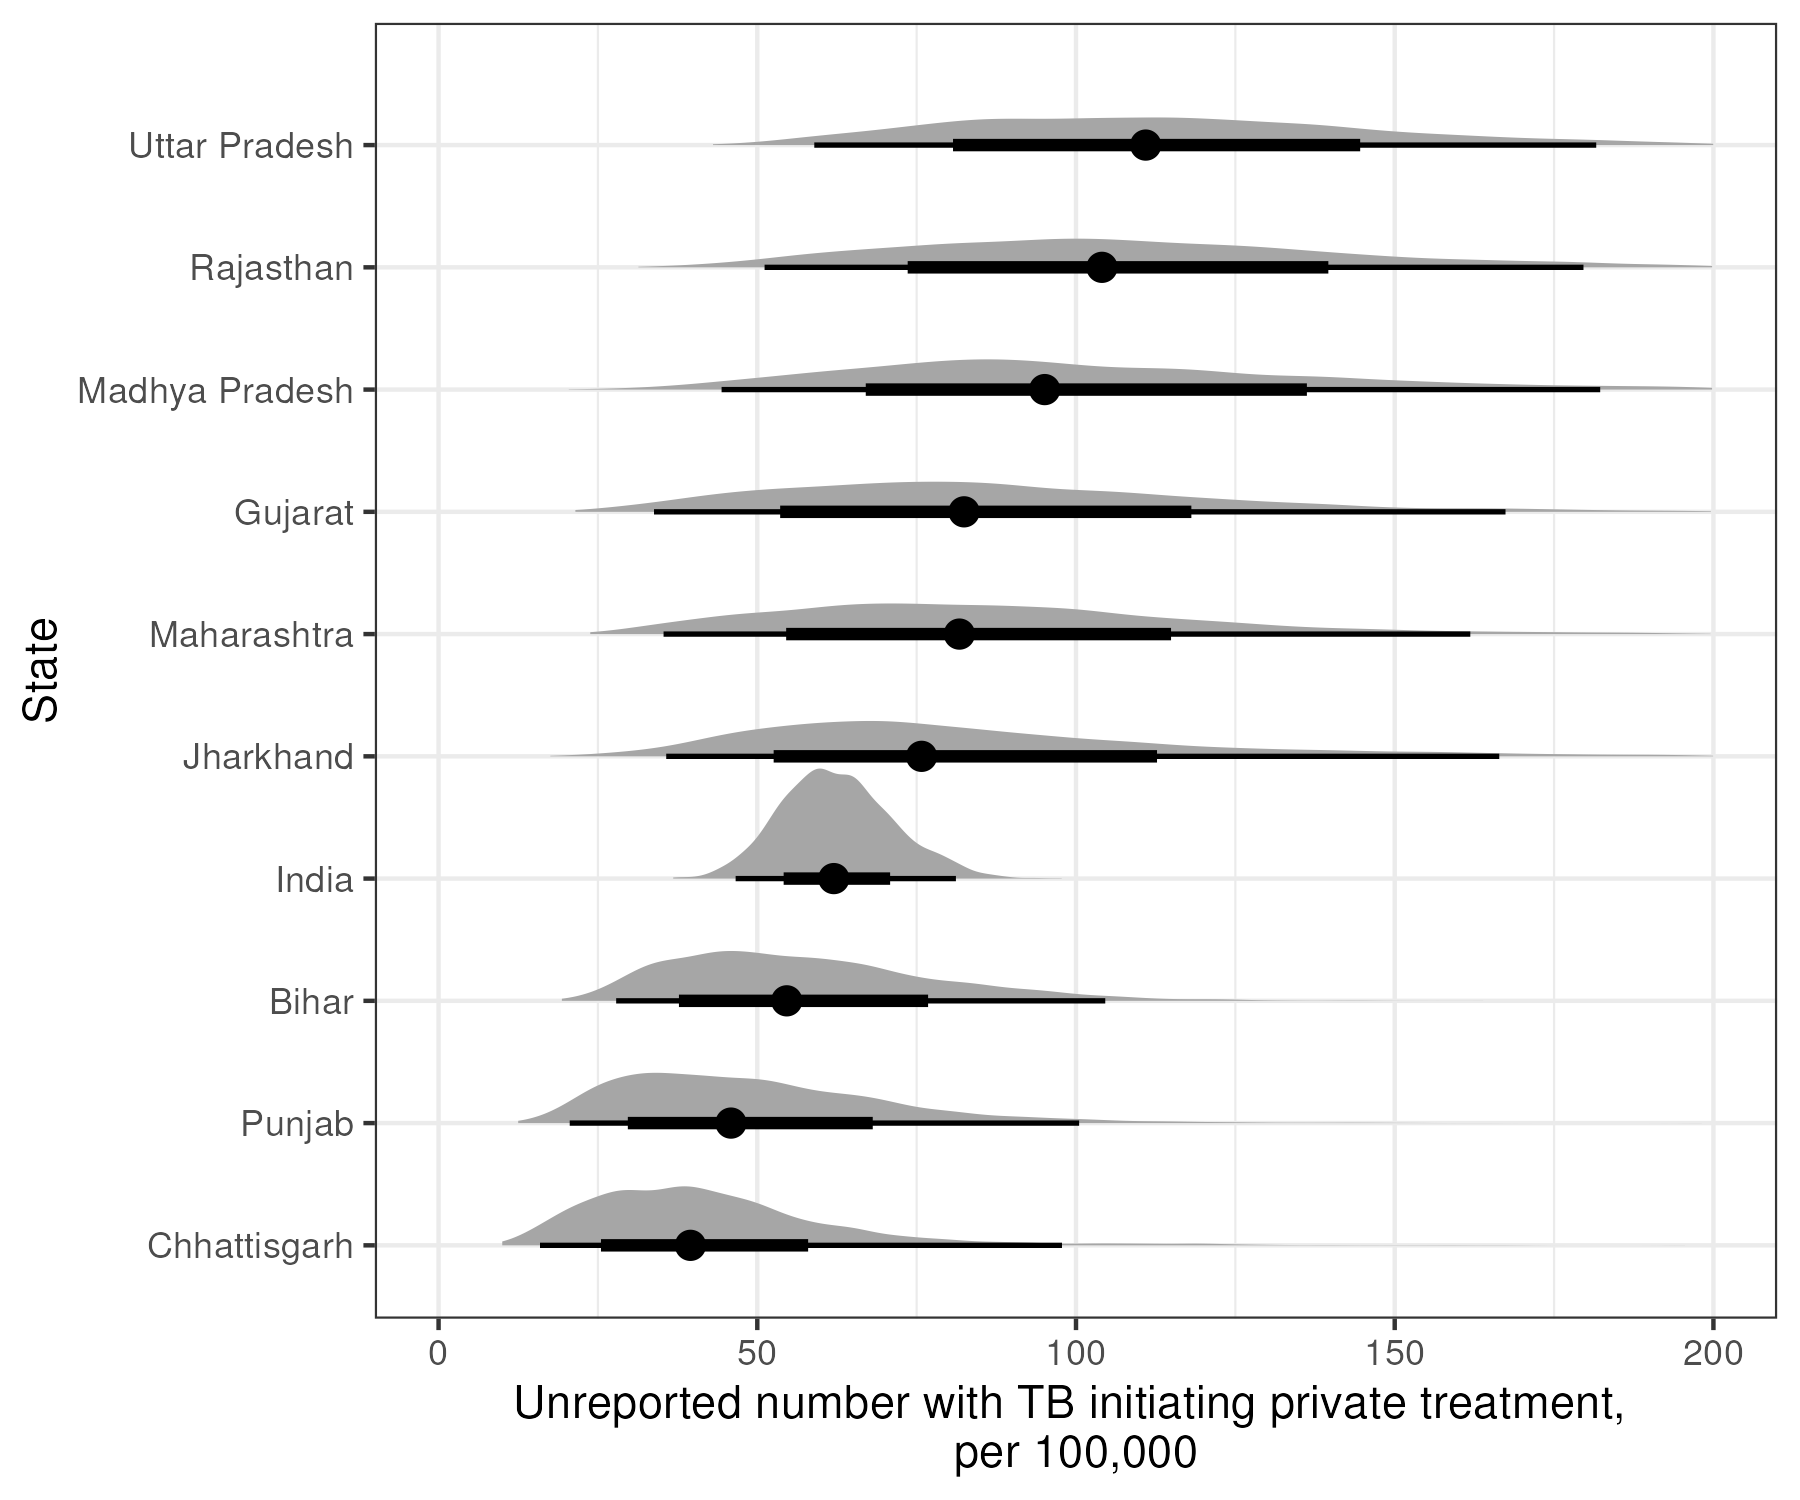 Uttar Pradesh
Rajasthan
Madhya Pradesh
Gujarat
Maharashtra
Jharkhand
India
Bihar
Punjab
Chhattisgarh
State
0 50 100 150 200
Unreported number with TB initiating private treatment,
per 100,000